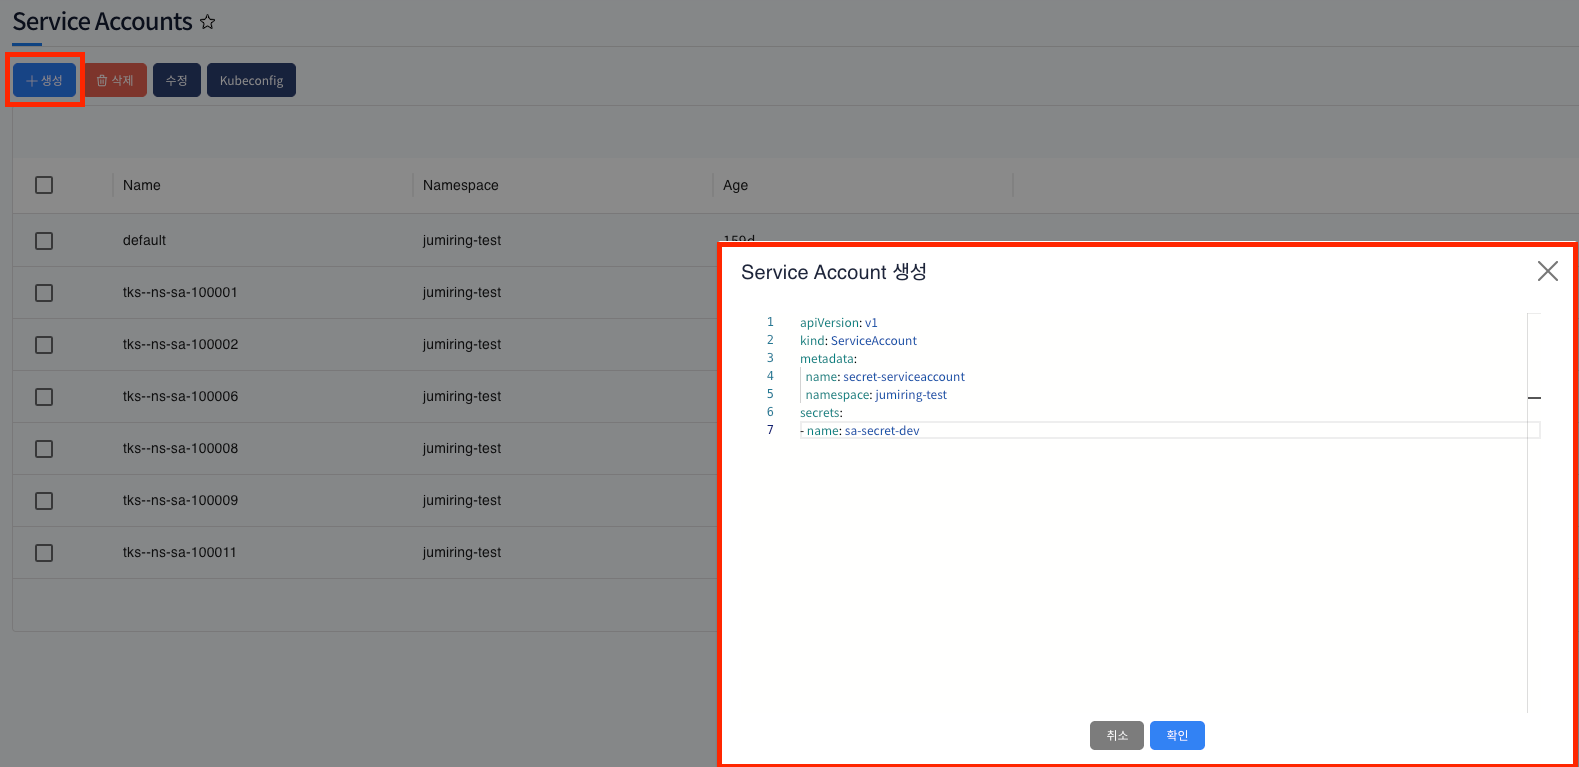 Service Accounts
생성 삭제 수정 Kubeconfig
Name Namespace Age
default jumiring-test 159d
tks--ns-sa-100001 jumiring-test
tks--ns-sa-100002 jumiring-test
tks--ns-sa-100006 jumiring-test
tks--ns-sa-100008 jumiring-test
tks--ns-sa-100009 jumiring-test
tks--ns-sa-100011 jumiring-test
Service Account 생성
1 apiVersion: v1
2 kind: ServiceAccount
3 metadata:
4 name: secret-serviceaccount
5 namespace: jumiring-test
6 secrets:
7 - name: sa-secret-dev
취소 확인